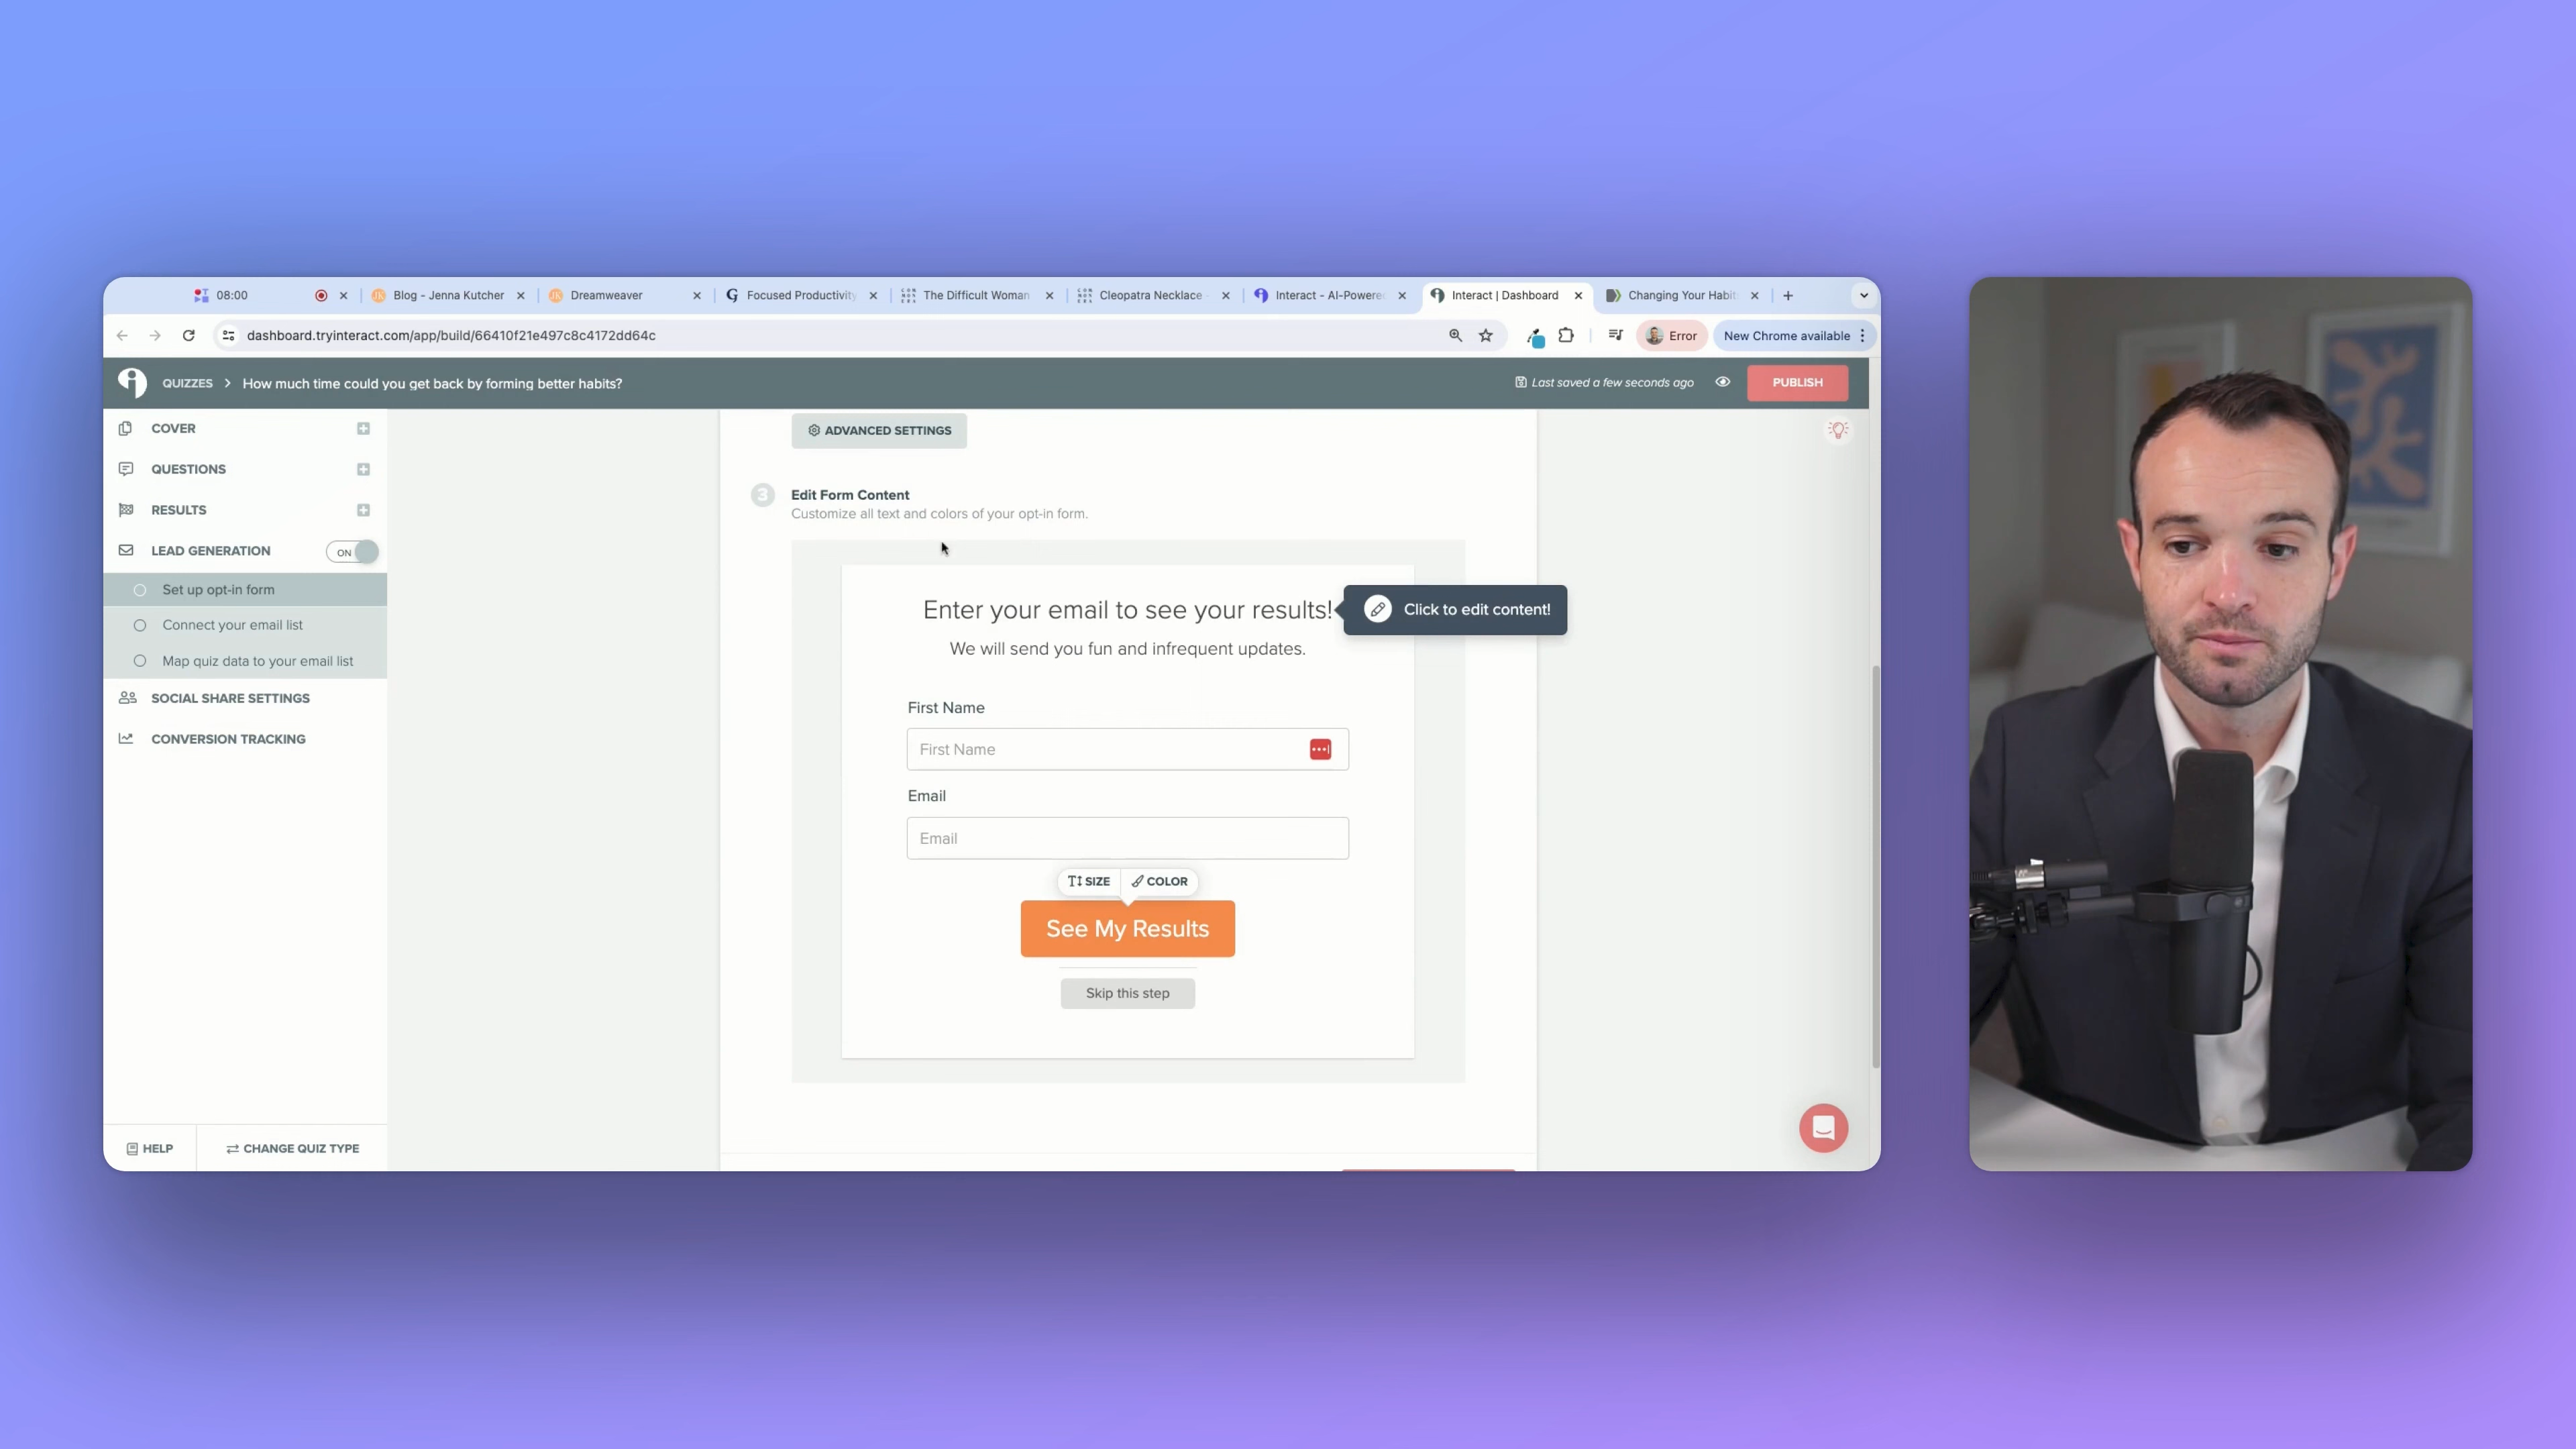 08:00
Blog - Jenna Kutcher
Dreamweaver
Focused Productivity
The Difficult Woman
Cleopatra Necklace -
Interact - AI-Powere
Interact | Dashboard
Changing Your Habit
dashboard.tryinteract.com/app/build/66410f21e497c8c4172dd64c
Error
New Chrome available
QUIZZES > How much time could you get back by forming better habits?
Last saved a few seconds ago
PUBLISH
COVER
QUESTIONS
RESULTS
LEAD GENERATION
ON
Set up opt-in form
Connect your email list
Map quiz data to your email list
SOCIAL SHARE SETTINGS
CONVERSION TRACKING
HELP
CHANGE QUIZ TYPE
ADVANCED SETTINGS
3
Edit Form Content
Customize all text and colors of your opt-in form.
Enter your email to see your results!
Click to edit content!
We will send you fun and infrequent updates.
First Name
First Name
Email
Email
SIZE
COLOR
See My Results
Skip this step